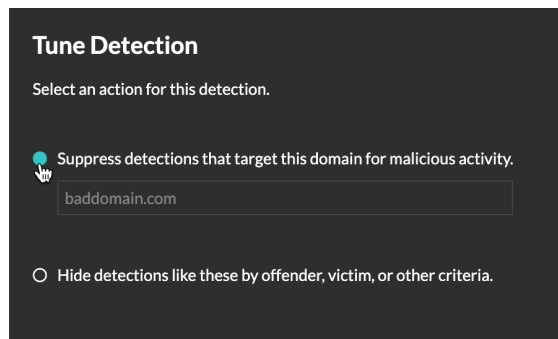 Tune Detection
Select an action for this detection.
Suppress detections that target this domain for malicious activity.
baddomain.com
Hide detections like these by offender, victim, or other criteria.